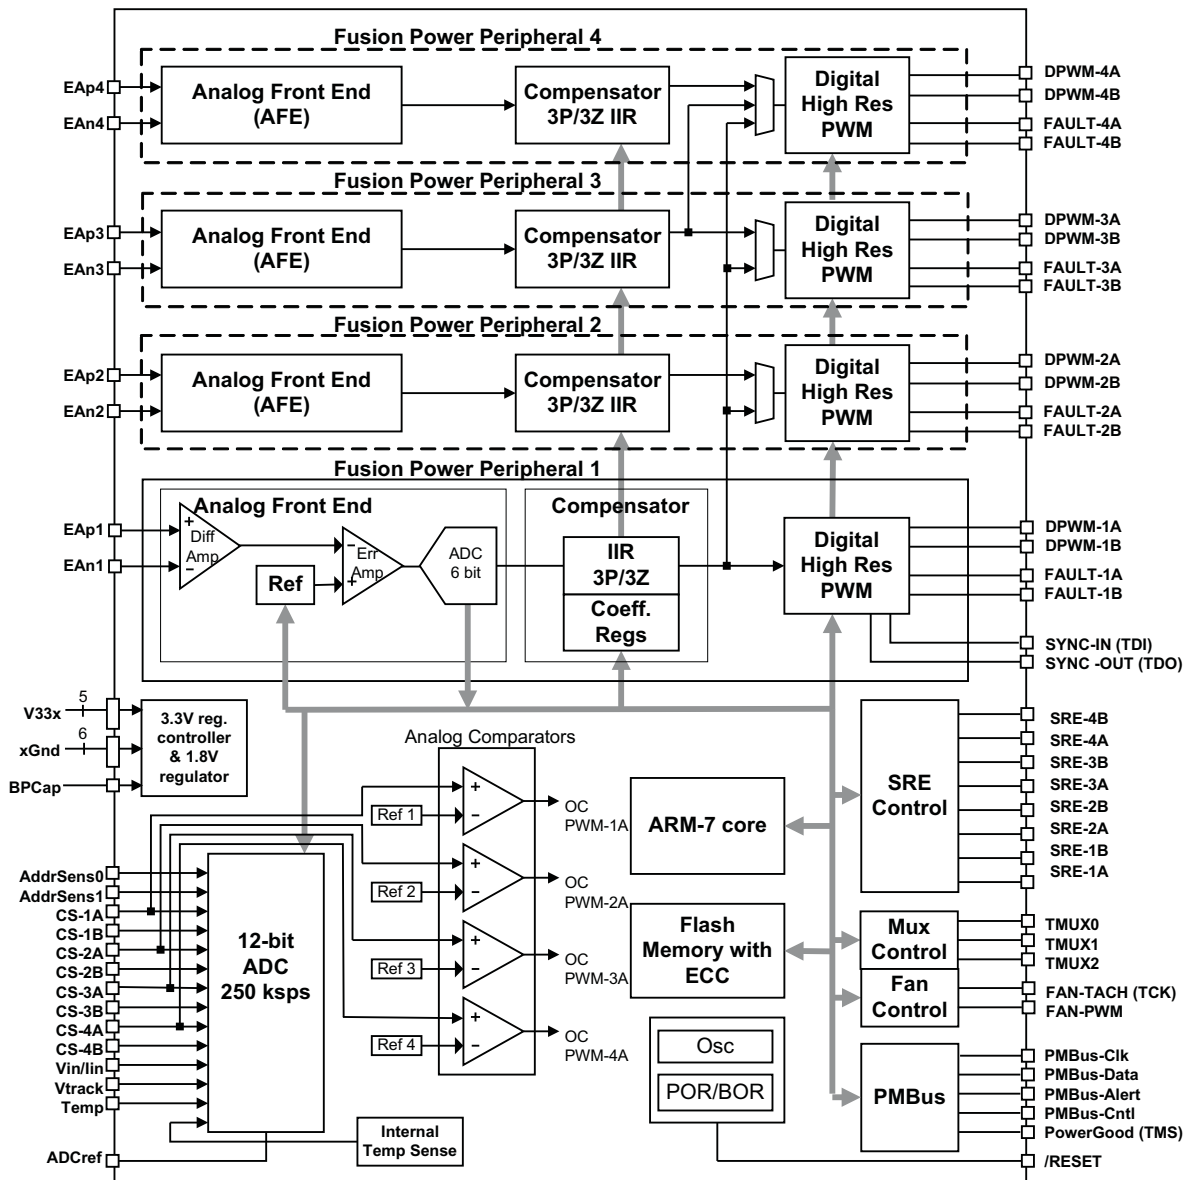 Fusion Power Peripheral 4
EAp4
EAn4
Analog Front End
(AFE)
Compensator
3P/3Z IIR
Digital
High Res
PWM
DPWM-4A
DPWM-4B
FAULT-4A
FAULT-4B
Fusion Power Peripheral 3
EAp3
EAn3
Analog Front End
(AFE)
Compensator
3P/3Z IIR
Digital
High Res
PWM
DPWM-3A
DPWM-3B
FAULT-3A
FAULT-3B
Fusion Power Peripheral 2
EAp2
EAn2
Analog Front End
(AFE)
Compensator
3P/3Z IIR
Digital
High Res
PWM
DPWM-2A
DPWM-2B
FAULT-2A
FAULT-2B
Fusion Power Peripheral 1
EAp1
EAn1
Analog Front End
+
Diff
Amp
−
Ref
−
Err
Amp
+
ADC
6 bit
Compensator
IIR
3P/3Z
Coeff.
Regs
Digital
High Res
PWM
DPWM-1A
DPWM-1B
FAULT-1A
FAULT-1B
SYNC-IN (TDI)
SYNC -OUT (TDO)
V33x
5
xGnd
6
BPCap
3.3V reg.
controller
& 1.8V
regulator
Analog Comparators
Ref 1
+
−
OC
PWM-1A
Ref 2
+
−
OC
PWM-2A
Ref 3
+
−
OC
PWM-3A
Ref 4
+
−
OC
PWM-4A
AddrSens0
AddrSens1
CS-1A
CS-1B
CS-2A
CS-2B
CS-3A
CS-3B
CS-4A
CS-4B
Vin/Iin
Vtrack
Temp
ADCref
12-bit
ADC
250 ksps
Internal
Temp Sense
ARM-7 core
Flash
Memory with
ECC
Osc
POR/BOR
SRE
Control
SRE-4B
SRE-4A
SRE-3B
SRE-3A
SRE-2B
SRE-2A
SRE-1B
SRE-1A
Mux
Control
TMUX0
TMUX1
TMUX2
Fan
Control
FAN-TACH (TCK)
FAN-PWM
PMBus
PMBus-Clk
PMBus-Data
PMBus-Alert
PMBus-Cntl
PowerGood (TMS)
/RESET